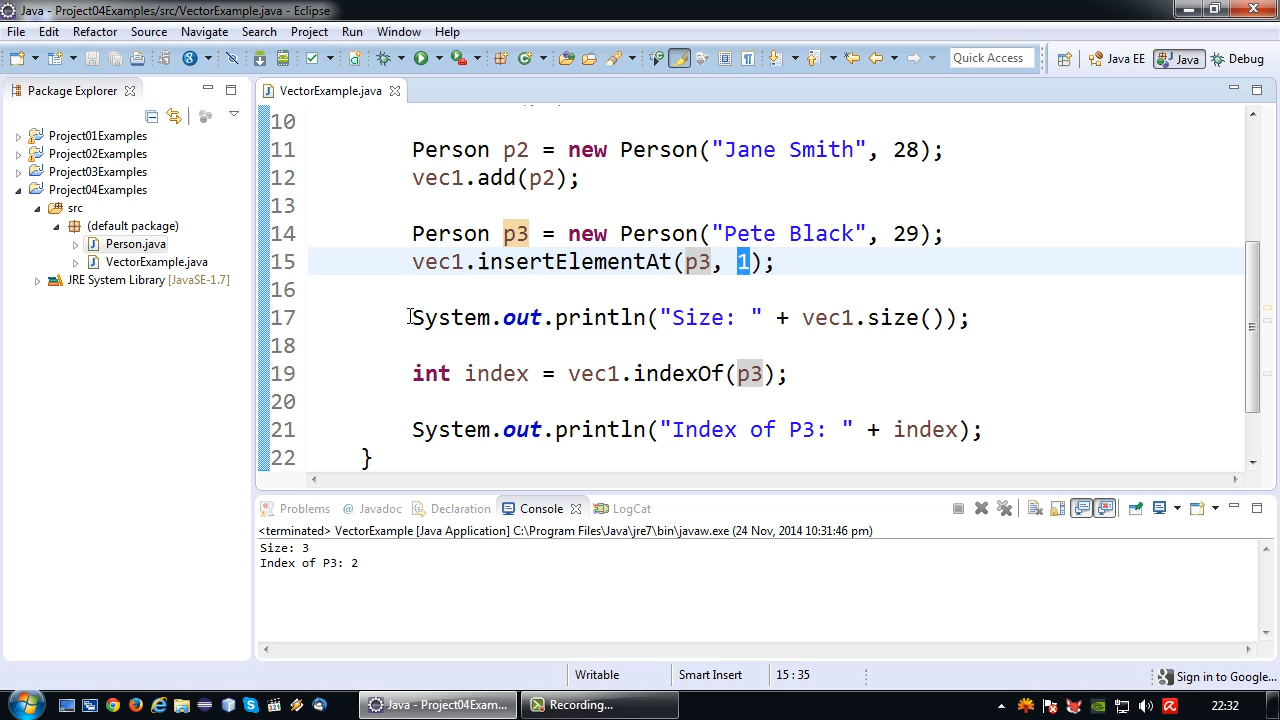 Java - Project04Examples/src/VectorExample.java - Eclipse
File Edit Refactor Source Navigate Search Project Run Window Help
Quick Access Java EE Java Debug
Package Explorer
Project01Examples
Project02Examples
Project03Examples
Project04Examples
src
(default package)
Person.java
VectorExample.java
JRE System Library [JavaSE-1.7]
VectorExample.java
10
11 Person p2 = new Person("Jane Smith", 28);
12 vec1.add(p2);
13
14 Person p3 = new Person("Pete Black", 29);
15 vec1.insertElementAt(p3, 1);
16
17 System.out.println("Size: " + vec1.size());
18
19 int index = vec1.indexOf(p3);
20
21 System.out.println("Index of P3: " + index);
22 }
Problems @ Javadoc Declaration Console LogCat
<terminated> VectorExample [Java Application] C:\Program Files\Java\jre7\bin\javaw.exe (24 Nov, 2014 10:31:46 pm)
Size: 3
Index of P3: 2
Writable Smart Insert 15 : 35 Sign in to Google...
Java - Project04Exam... Recording... 22:32